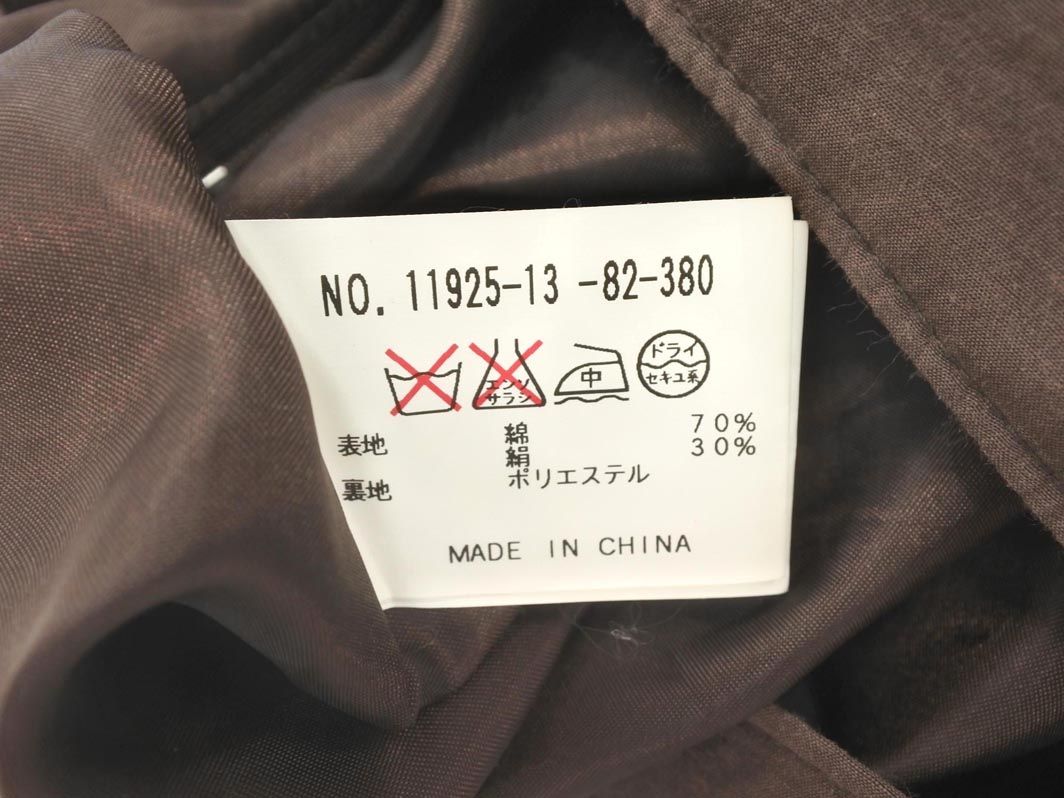 NO. 11925-13 -82-380
エンソ サラシ 中 ドライ セキユ系
表地 綿 70%
絹 30%
裏地 ポリエステル
MADE IN CHINA